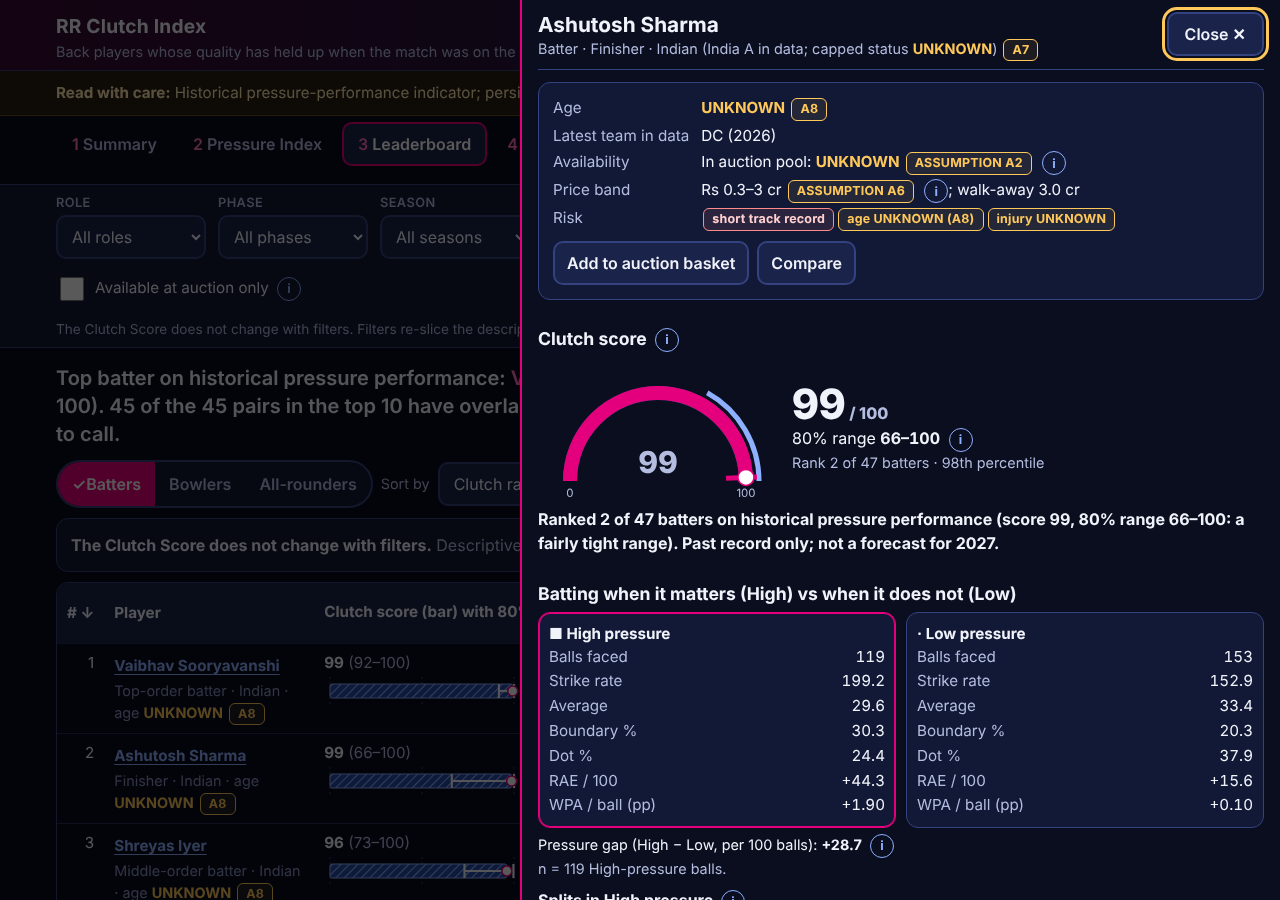 RR Clutch Index
Back players whose quality has held up when the match was on the
Read with care: Historical pressure-performance indicator;
1 Summary 2 Pressure Index 3 Leaderboard 4
ROLE PHASE SEASON
All roles All phases All seasons
Available at auction only i
The Clutch Score does not change with filters. Filters re-slice the
Top batter on historical pressure performance:
100). 45 of the 45 pairs in the top 10 have
to call.
✓Batters Bowlers All-rounders Sort by Clutch
The Clutch Score does not change with filters. Descriptive
# ↓ Player Clutch score (bar) with 80
1 Vaibhav Sooryavanshi 99 (92–100)
Top-order batter · Indian ·
age UNKNOWN A8
2 Ashutosh Sharma 99 (66–100)
Finisher · Indian · age
UNKNOWN A8
3 Shreyas Iyer 96 (73–100)
Middle-order batter · Indian
· age UNKNOWN A8
Ashutosh Sharma
Batter · Finisher · Indian (India A in data; capped status UNKNOWN) A7
Close ✕
Age UNKNOWN A8
Latest team in data DC (2026)
Availability In auction pool: UNKNOWN ASSUMPTION A2 i
Price band Rs 0.3–3 cr ASSUMPTION A6 i; walk-away 3.0 cr
Risk short track record age UNKNOWN (A8) injury UNKNOWN
Add to auction basket Compare
Clutch score i
99
0 100
99 / 100
80% range 66–100 i
Rank 2 of 47 batters · 98th percentile
Ranked 2 of 47 batters on historical pressure performance (score 99, 80% range 66–100: a
fairly tight range). Past record only; not a forecast for 2027.
Batting when it matters (High) vs when it does not (Low)
■ High pressure
Balls faced 119
Strike rate 199.2
Average 29.6
Boundary % 30.3
Dot % 24.4
RAE / 100 +44.3
WPA / ball (pp) +1.90
· Low pressure
Balls faced 153
Strike rate 152.9
Average 33.4
Boundary % 20.3
Dot % 37.9
RAE / 100 +15.6
WPA / ball (pp) +0.10
Pressure gap (High − Low, per 100 balls): +28.7 i
n = 119 High-pressure balls.
Splits in High pressure i